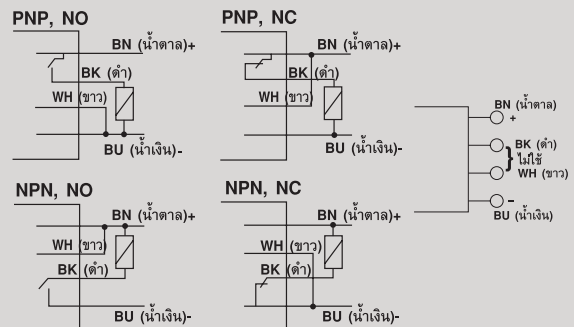 PNP, NO
BN (น้ำตาล)+
BK (ดำ)
WH (ขาว)
BU (น้ำเงิน)-
PNP, NC
BN (น้ำตาล)+
BK (ดำ)
WH (ขาว)
BU (น้ำเงิน)-
NPN, NO
BN (น้ำตาล)+
WH (ขาว)
BK (ดำ)
BU (น้ำเงิน)-
NPN, NC
BN (น้ำตาล)+
WH (ขาว)
BK (ดำ)
BU (น้ำเงิน)-
BN (น้ำตาล)
+
BK (ดำ)
ไม่ใช้
WH (ขาว)
-
BU (น้ำเงิน)